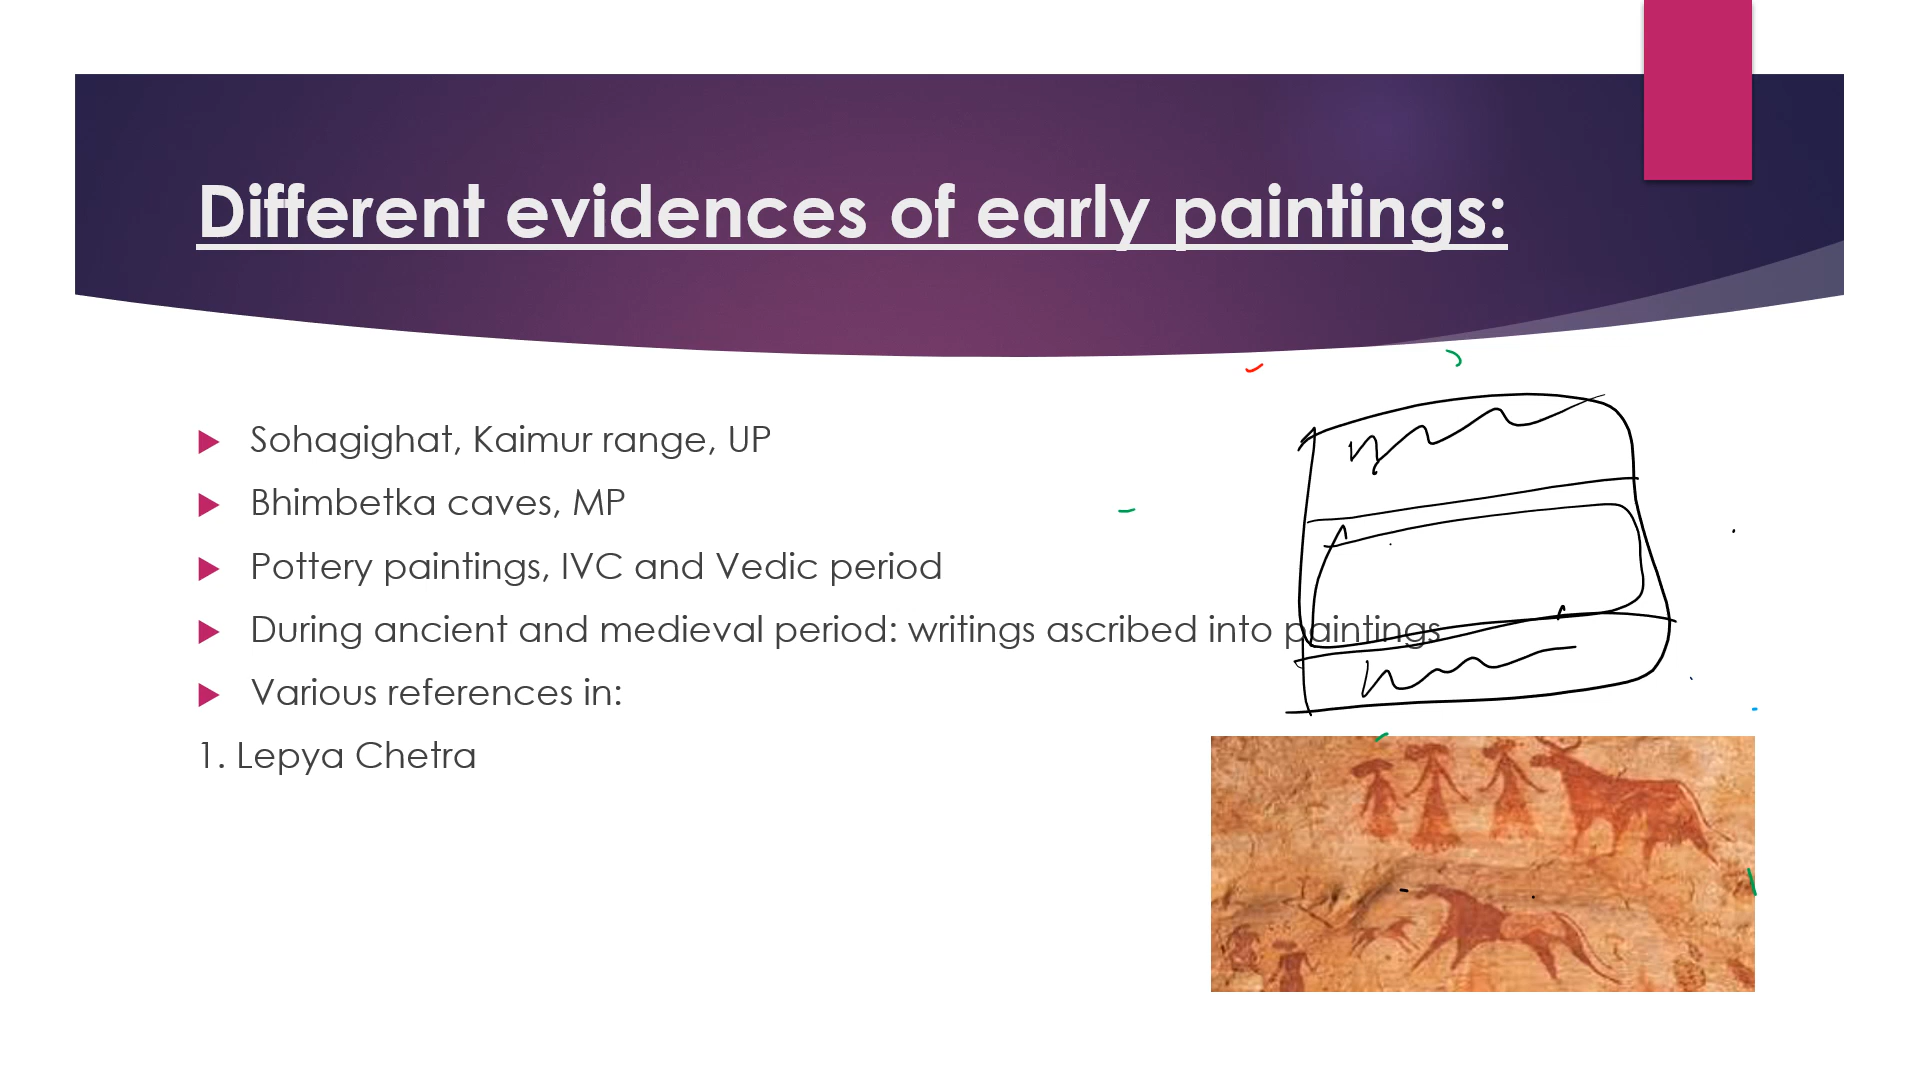 Different evidences of early paintings:
Sohagighat, Kaimur range, UP
Bhimbetka caves, MP
Pottery paintings, IVC and Vedic period
During ancient and medieval period: writings ascribed into paintings
Various references in:
1. Lepya Chetra